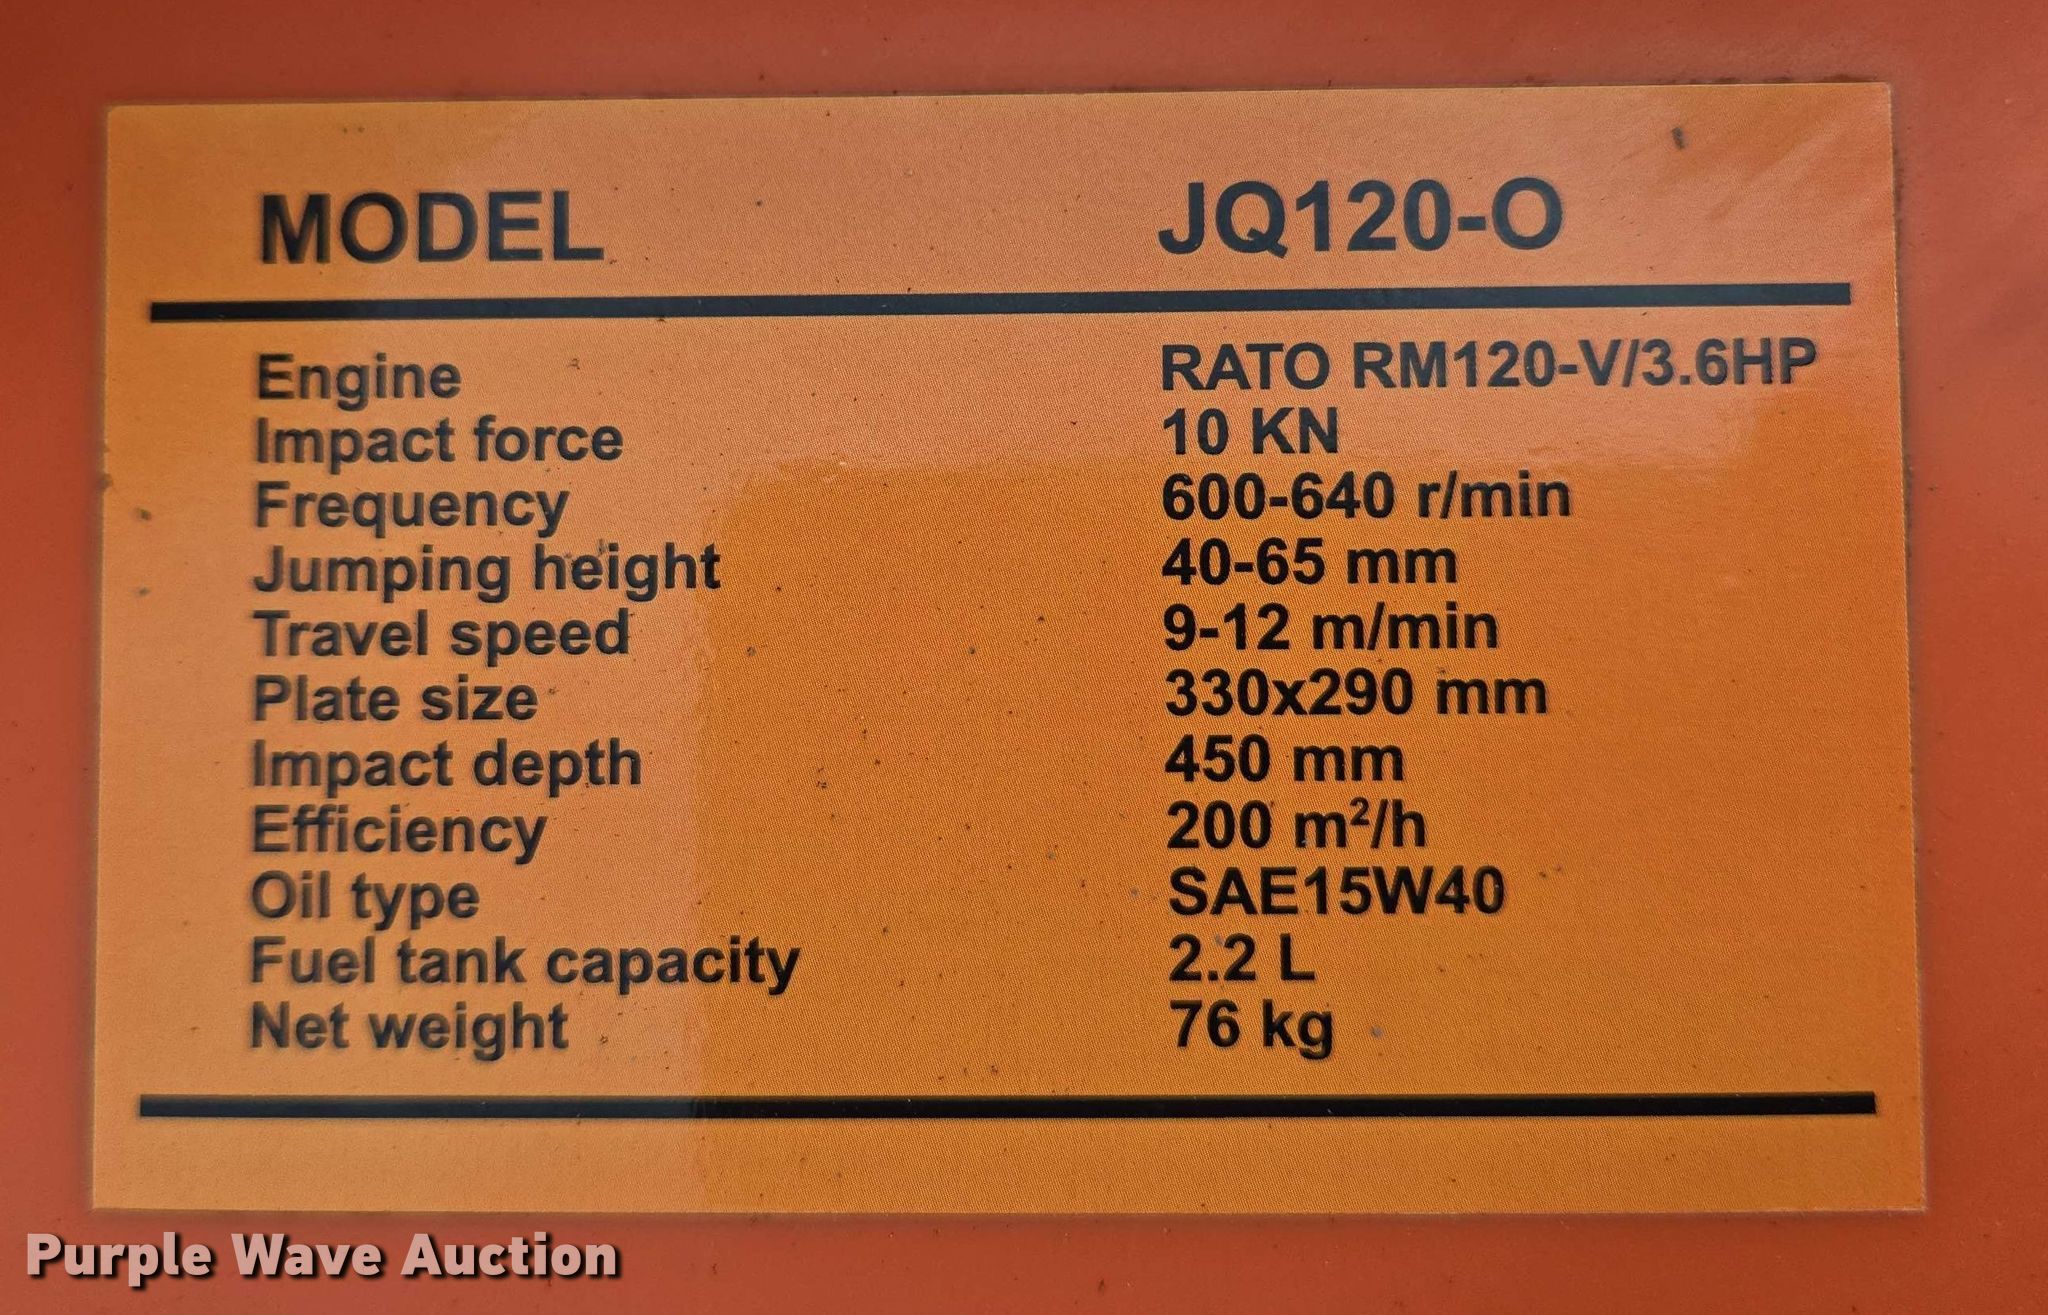 MODEL JQ120-O
Engine RATO RM120-V/3.6HP
Impact force 10 KN
Frequency 600-640 r/min
Jumping height 40-65 mm
Travel speed 9-12 m/min
Plate size 330x290 mm
Impact depth 450 mm
Efficiency 200 m²/h
Oil type SAE15W40
Fuel tank capacity 2.2 L
Net weight 76 kg
Purple Wave Auction